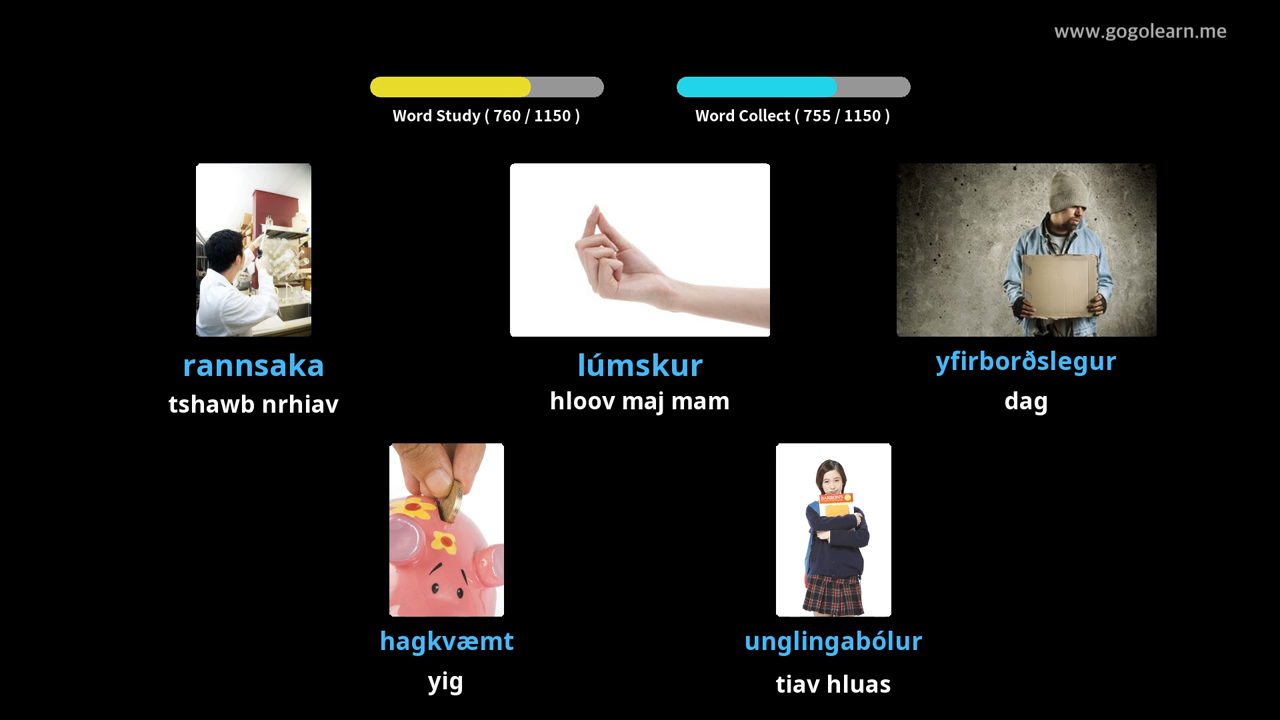 www.gogolearn.me
Word Study ( 760 / 1150 )
Word Collect ( 755 / 1150 )
rannsaka
tshawb nrhiav
lúmskur
hloov maj mam
yfirborðslegur
dag
hagkvæmt
yig
unglingabólur
tiav hluas